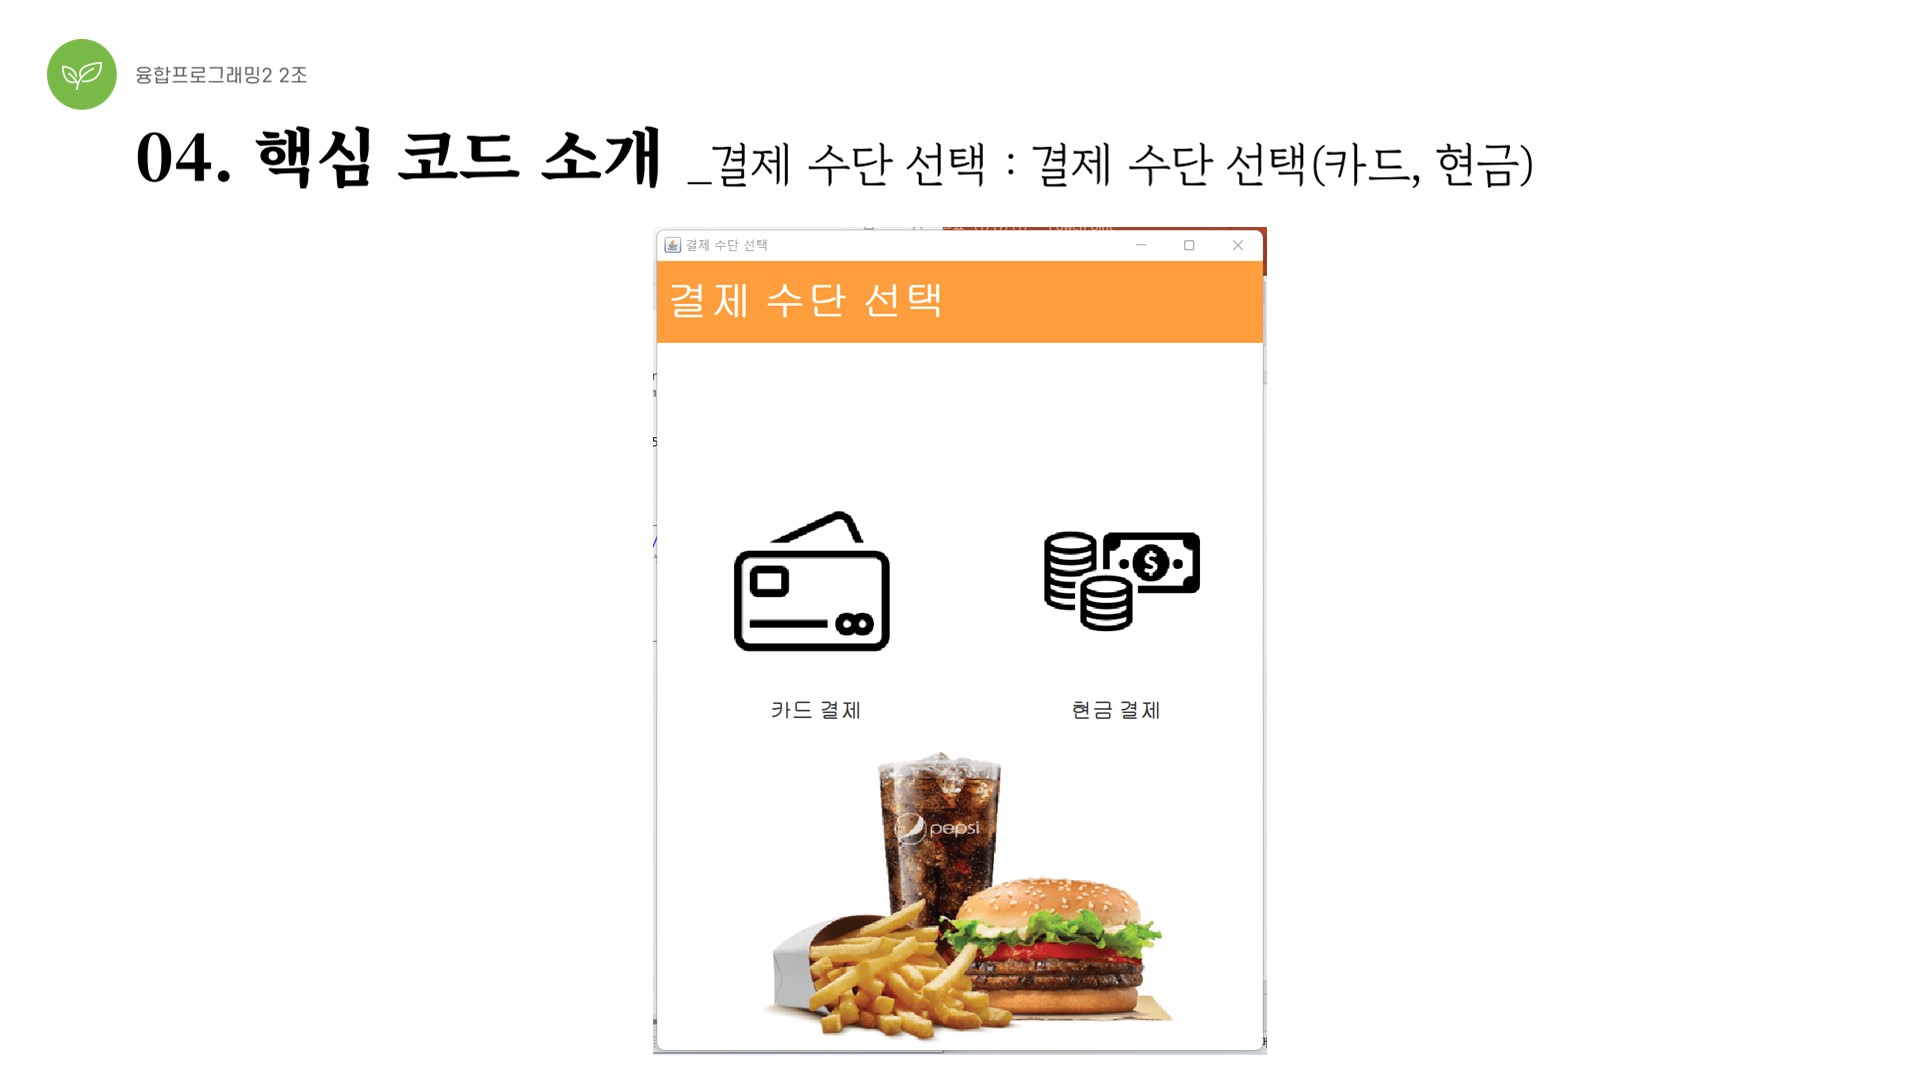 융합프로그래밍2 2조
04. 핵심 코드 소개 _결제 수단 선택 : 결제 수단 선택(카드, 현금)
결제 수단 선택
결제 수단 선택
카드 결제
현금 결제
pepsi